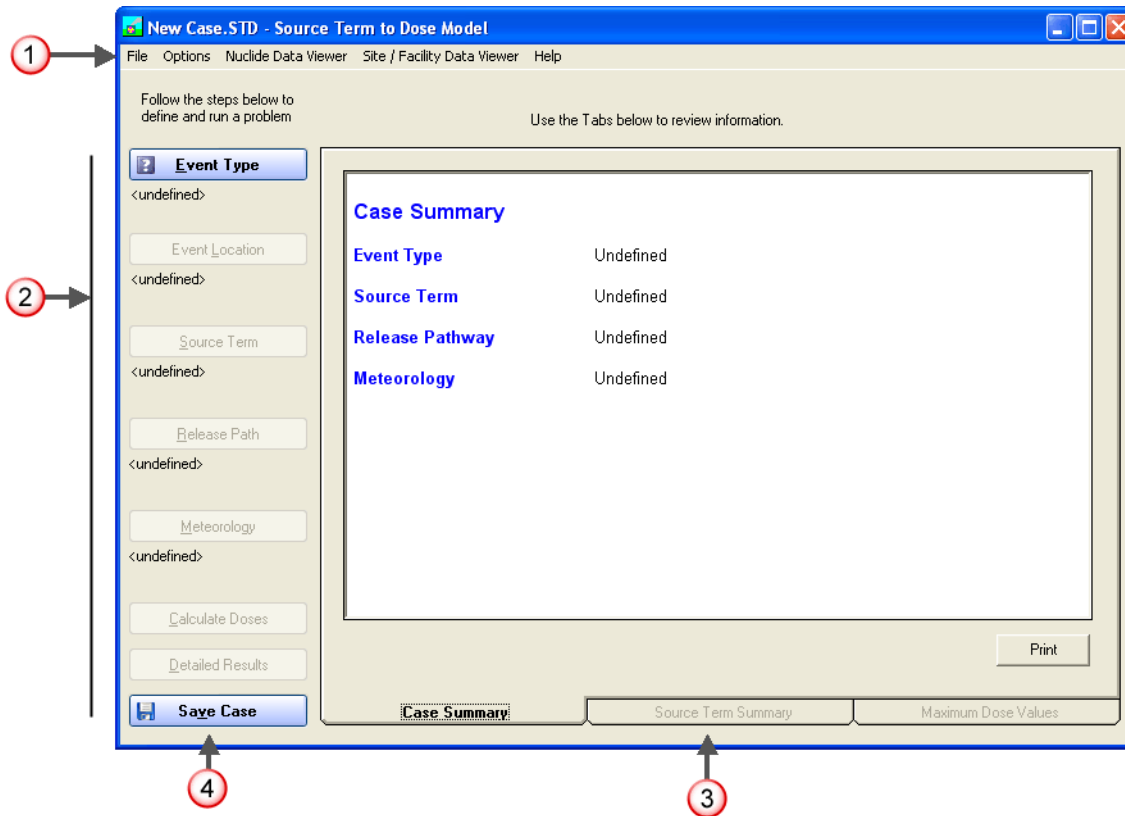 New Case.STD - Source Term to Dose Model
1
File Options Nuclide Data Viewer Site / Facility Data Viewer Help
Follow the steps below to
define and run a problem
Use the Tabs below to review information.
Event Type
<undefined>
Event Location
<undefined>
2
Source Term
<undefined>
Release Path
<undefined>
Meteorology
<undefined>
Calculate Doses
Detailed Results
Save Case
Case Summary
Event Type Undefined
Source Term Undefined
Release Pathway Undefined
Meteorology Undefined
Print
Case Summary Source Term Summary Maximum Dose Values
4
3